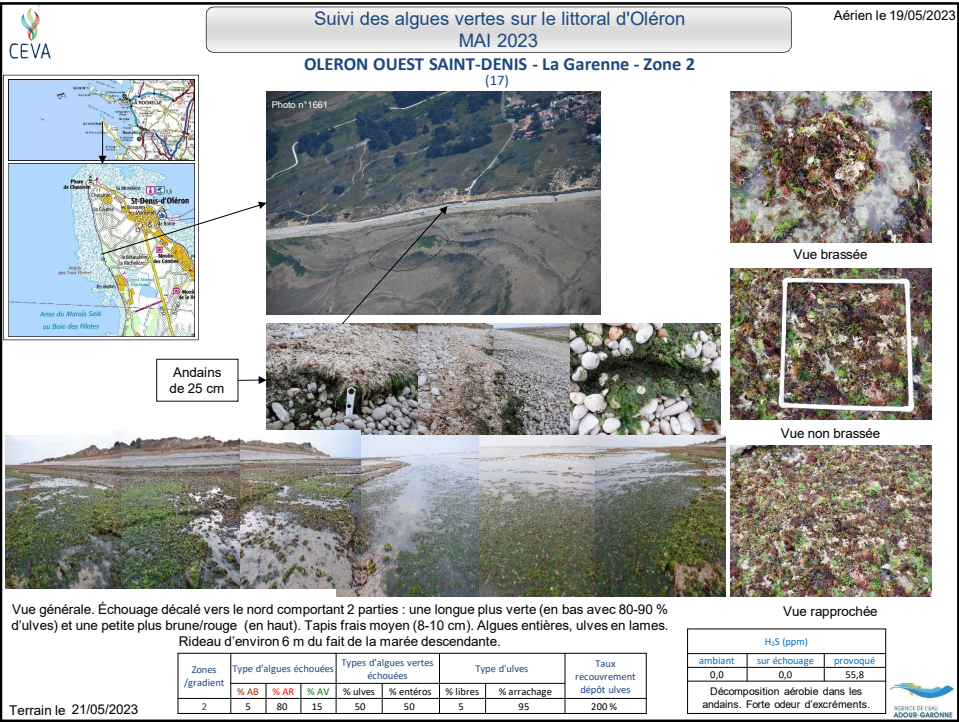 CEVA
Suivi des algues vertes sur le littoral d'Oléron
MAI 2023
Aérien le 19/05/2023
OLERON OUEST SAINT-DENIS - La Garenne - Zone 2
(17)
LA ROCHELLE
Phare
de Chassiron
St-Denis-d'Oléron
Moulin
Anse du Marais Salé
ou Baie des Pilotes
Photo n°1661
Andains
de 25 cm
Vue brassée
Vue non brassée
Vue rapprochée
Vue générale. Échouage décalé vers le nord comportant 2 parties : une longue plus verte (en bas avec 80-90 %
d'ulves) et une petite plus brune/rouge (en haut). Tapis frais moyen (8-10 cm). Algues entières, ulves en lames.
Rideau d'environ 6 m du fait de la marée descendante.
Zones /gradient Type d'algues échouées Types d'algues vertes échouées Type d'ulves Taux recouvrement dépôt ulves
% AB % AR % AV % ulves % entéros % libres % arrachage
2 5 80 15 50 50 5 95 200 %
H₂S (ppm)
ambiant sur échouage provoqué
0,0 0,0 55,8
Décomposition aérobie dans les
andains. Forte odeur d'excréments.
Terrain le 21/05/2023
AGENCE DE L'EAU
ADOUR-GARONNE